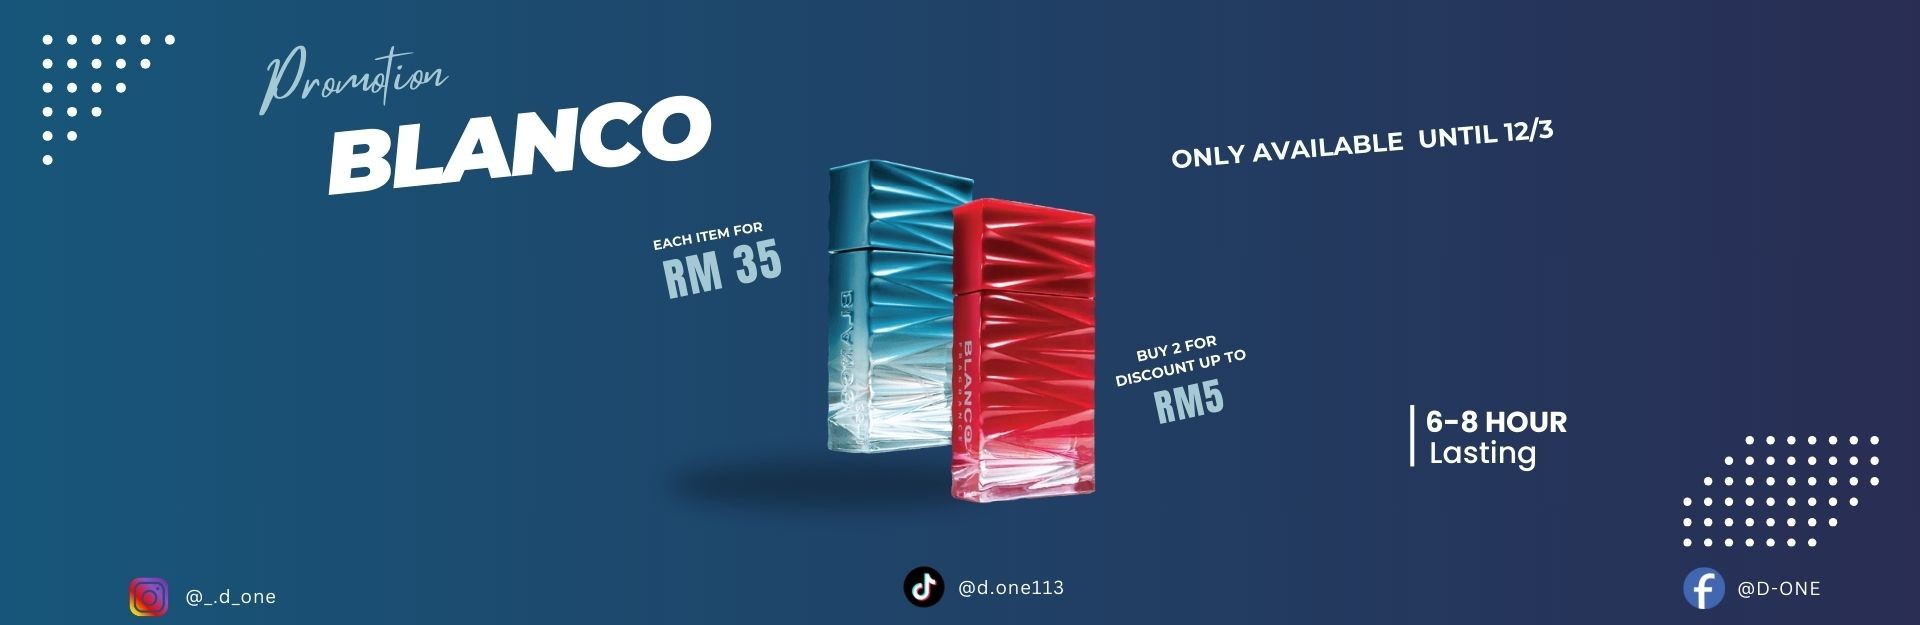 Promotion
BLANCO
ONLY AVAILABLE UNTIL 12/3
EACH ITEM FOR
RM 35
BLANCO
BLANCO
FRAGRANCE
BUY 2 FOR
DISCOUNT UP TO
RM5
6-8 HOUR
Lasting
@_.d_one
@d.one113
@D-ONE